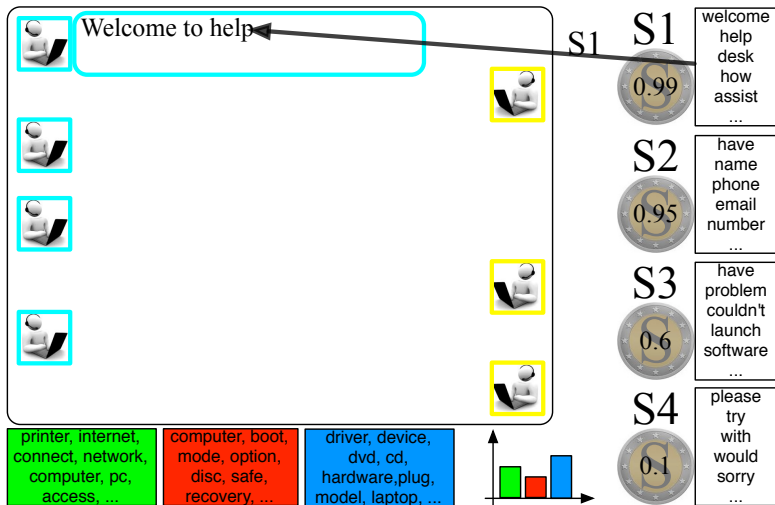 Welcome to help
S1
S1
0.99
welcome
help
desk
how
assist
...
S2
0.95
have
name
phone
email
number
...
S3
0.6
have
problem
couldn't
launch
software
...
S4
0.1
please
try
with
would
sorry
...
printer, internet,
connect, network,
computer, pc,
access, ...
computer, boot,
mode, option,
disc, safe,
recovery, ...
driver, device,
dvd, cd,
hardware,plug,
model, laptop, ...